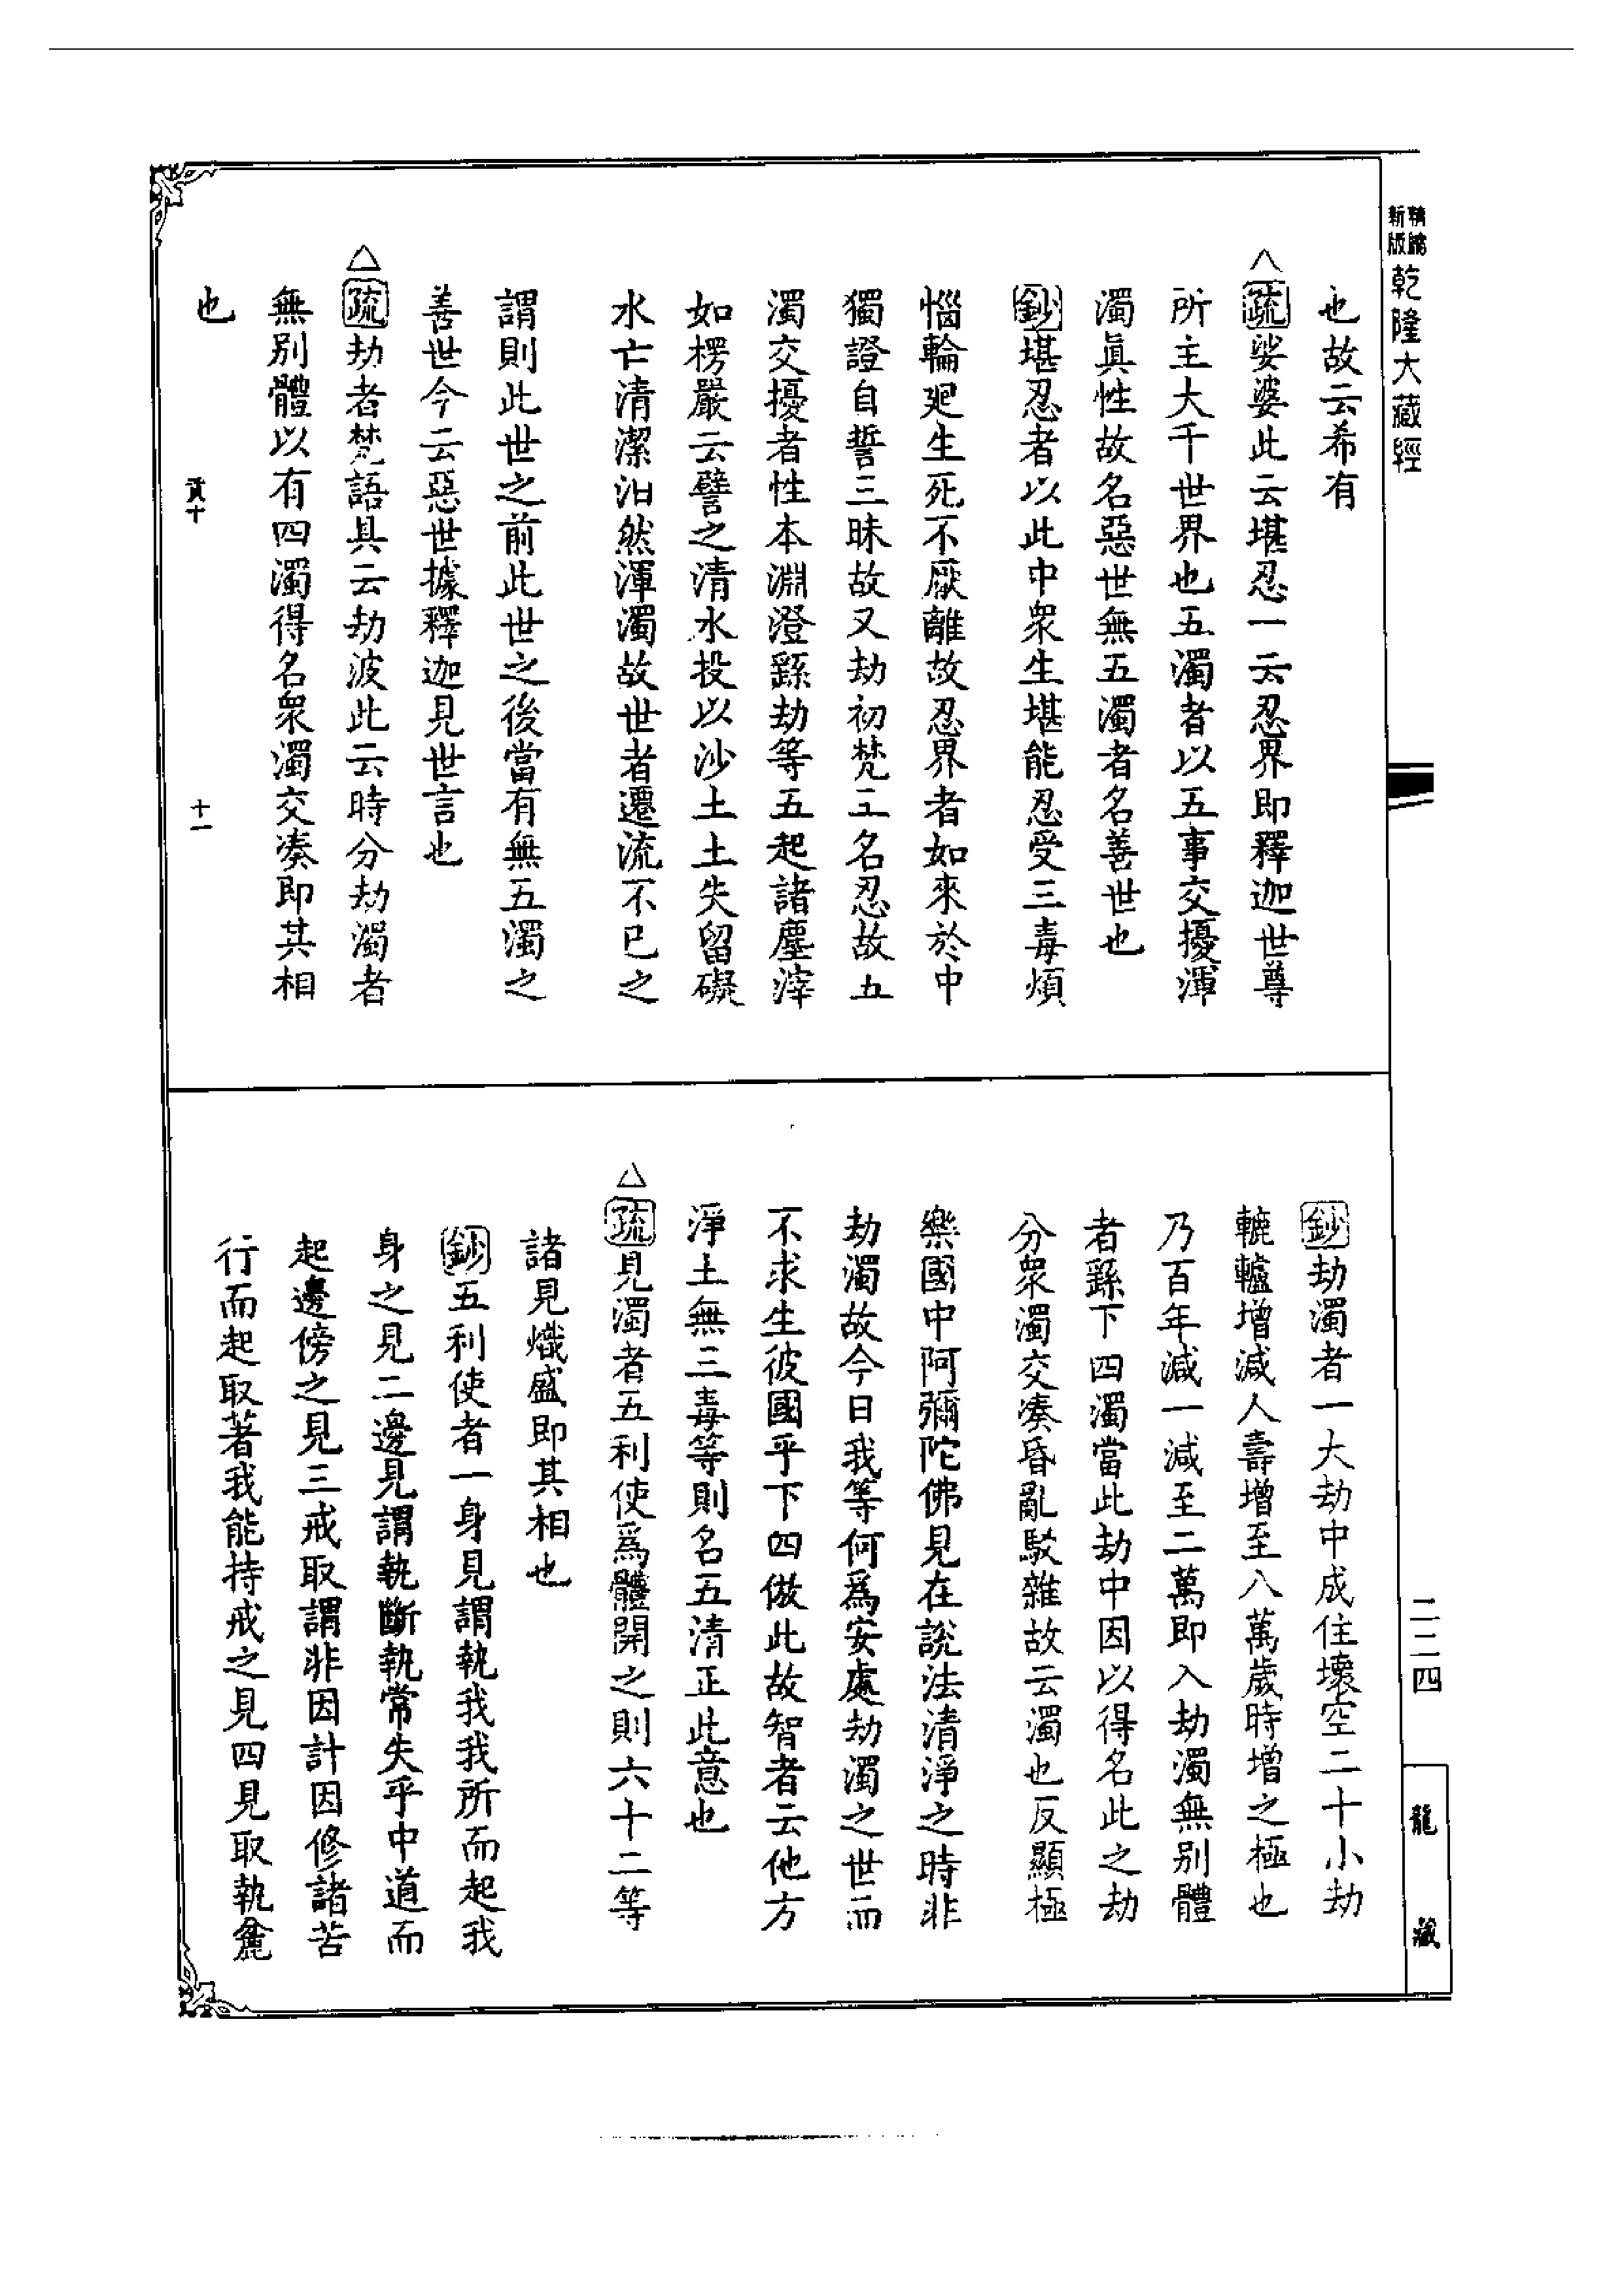 精縮
新版
乾隆大藏經
也故云希有
△疏娑婆此云堪忍一云忍界即釋迦世尊
所主大千世界也五濁者以五事交擾渾
濁眞性故名惡世無五濁者名善世也
鈔堪忍者以此中衆生堪能忍受三毒煩
惱輪廻生死不厭離故忍界者如來於中
獨證自誓三昧故又劫初梵王名忍故五
濁交擾者性本淵澄繇劫等五起諸塵滓
如楞嚴云譬之清水投以沙土土失留礙
水亡清潔汨然渾濁故世者遷流不已之
謂則此世之前此世之後當有無五濁之
善世今云惡世據釋迦見世言也
△疏劫者梵語具云劫波此云時分劫濁者
無別體以有四濁得名衆濁交凑即其相
也
貢十
十一
鈔劫濁者一大劫中成住壞空二十小劫
轆轤增減人壽增至八萬歲時增之極也
乃百年減一減至二萬即入劫濁無別體
者繇下四濁當此劫中因以得名此之劫
分衆濁交凑昏亂駁雜故云濁也反顯極
樂國中阿彌陀佛見在說法清淨之時非
劫濁故今日我等何爲安處劫濁之世而
不求生彼國乎下四倣此故智者云他方
淨土無三毒等則名五清正此意也
△疏見濁者五利使爲體開之則六十二等
諸見熾盛即其相也
鈔五利使者一身見謂執我我所而起我
身之見二邊見謂執斷執常失乎中道而
起邊傍之見三戒取謂非因計因修諸苦
行而起取著我能持戒之見四見取執麁
二二四
龍藏